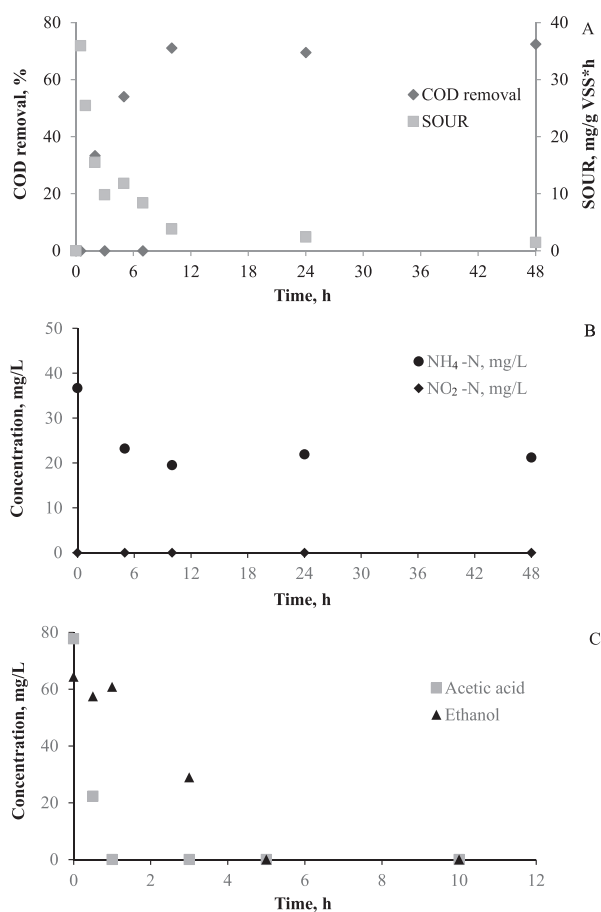 A
80
60
40
20
0
COD removal, %
40
30
20
10
0
SOUR, mg/g VSS*h
COD removal
SOUR
0 6 12 18 24 30 36 42 48
Time, h
B
50
40
30
20
10
0
Concentration, mg/L
NH₄ -N, mg/L
NO₂ -N, mg/L
0 6 12 18 24 30 36 42 48
Time, h
C
80
60
40
20
0
Concentration, mg/L
Acetic acid
Ethanol
0 2 4 6 8 10 12
Time, h